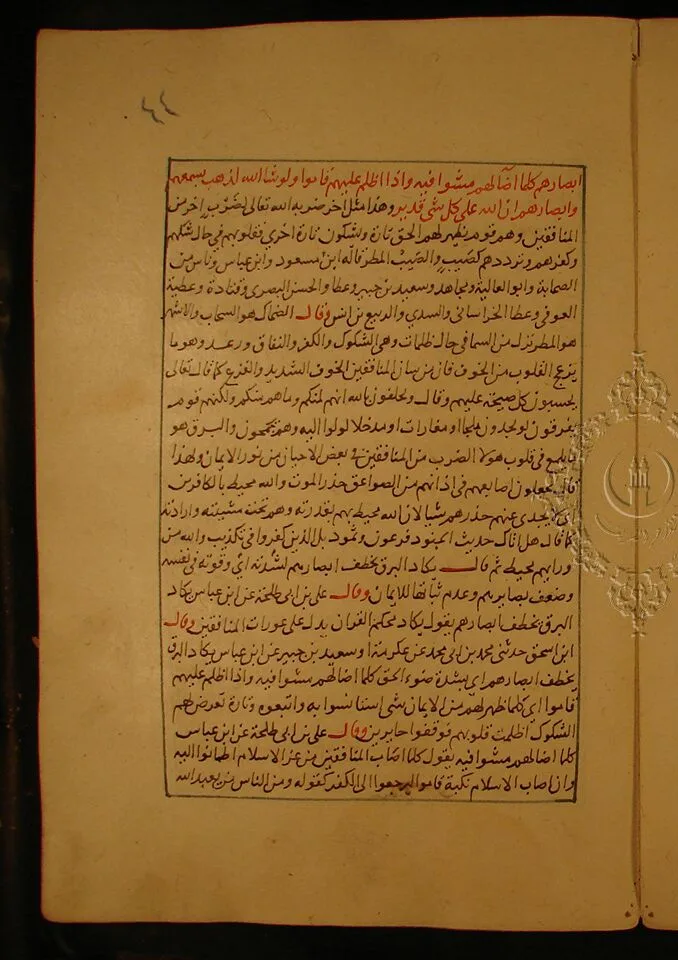 ٤٤
ابصارهم كلما اضا لهم مشوا فيه واذا اظلم عليهم قاموا ولو شا الله لذهب بسمعهم
وابصارهم ان الله على كل شي قدير وهذا مثل اخر ضربه الله تعالى لضرب اخر من
المنافقين وهم قوم يظهر لهم الحق تارة ويشكون تارة اخرى فقلوبهم في حال شكهم
وكفرهم وترددهم كصيب والصيب المطر قاله ابن مسعود وابن عباس وناس من
الصحابة وابو العالية ومجاهد وسعيد بن جبير وعطا والحسن البصري وقتادة وعطية
العوفي وعطا الخراساني والسدي والربيع بن انس وقال الضحاك هو السحاب والاشهر
هو المطر نزل من السما في حال ظلمات وهي الشكوك والكفر والنفاق ورعد وهو ما
يزعج القلوب من الخوف فان من شان المنافقين الخوف الشديد والفزع كما قال تعالى
يحسبون كل صيحة عليهم وقال ويحلفون بالله انهم لمنكم وما هم منكم ولكنهم قوم
يفرقون لو يجدون ملجا او مغارات او مدخلا لولوا اليه وهم يجمحون والبرق هو
ما يلمع في قلوب هولا الضرب من المنافقين في بعض الاحيان من نور الايمان ولهذا
قال يجعلون اصابعهم في اذانهم من الصواعق حذر الموت والله محيط بالكافرين
اي لا يجدي عنهم حذرهم شيا لان الله محيط بهم بقدرته وهم تحت مشيئته وارادته
كما قال هل اتاك حديث الجنود فرعون وثمود بل الذين كفروا في تكذيب والله من
ورايهم محيط ثم قال يكاد البرق يخطف ابصارهم لشدته اي وقوته في نفسه
وضعف بصايرهم وعدم ثباتها للايمان وقال على بن ابي طلحة عن ابن عباس يكاد
البرق يخطف ابصارهم يقول يكاد محكم القران يدل على عورات المنافقين وقال
ابن اسحق حدثني محمد بن ابي محمد عن عكرمة او سعيد بن جبير عن ابن عباس يكاد البرق
يخطف ابصارهم اي لشدة ضوء الحق كلما اضا لهم مشوا فيه واذا اظلم عليهم
قاموا اي كلما ظهر لهم من الايمان شي استانسوا به واتبعوه وتارة تعرض لهم
الشكوك اظلمت قلوبهم فوقفوا حايرين وقال على بن ابي طلحة عن ابن عباس
كلما اضا لهم مشوا فيه يقول كلما اصاب المنافقين من عز الاسلام اطمانوا اليه
وان اصاب الاسلام نكبة قاموا ليرجعوا الى الكفر كقوله ومن الناس من يعبد الله